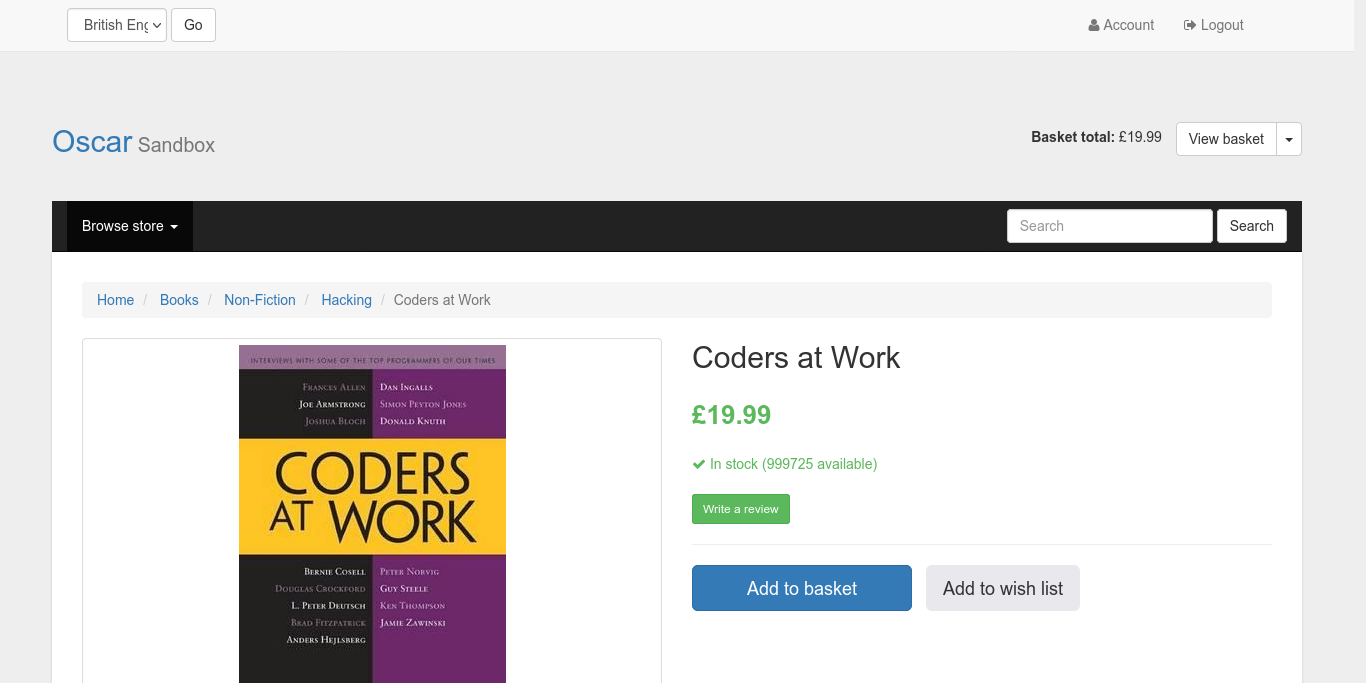 British Eng
Go
Account
Logout
Oscar Sandbox
Basket total: £19.99
View basket
Browse store
Search
Search
Home / Books / Non-Fiction / Hacking / Coders at Work
INTERVIEWS WITH SOME OF THE TOP PROGRAMMERS OF OUR TIMES
FRANCES ALLEN
JOE ARMSTRONG
JOSHUA BLOCH
DAN INGALLS
SIMON PEYTON JONES
DONALD KNUTH
CODERS
AT WORK
BERNIE COSELL
DOUGLAS CROCKFORD
L. PETER DEUTSCH
BRAD FITZPATRICK
ANDERS HEJLSBERG
PETER NORVIG
GUY STEELE
KEN THOMPSON
JAMIE ZAWINSKI
Coders at Work
£19.99
In stock (999725 available)
Write a review
Add to basket
Add to wish list